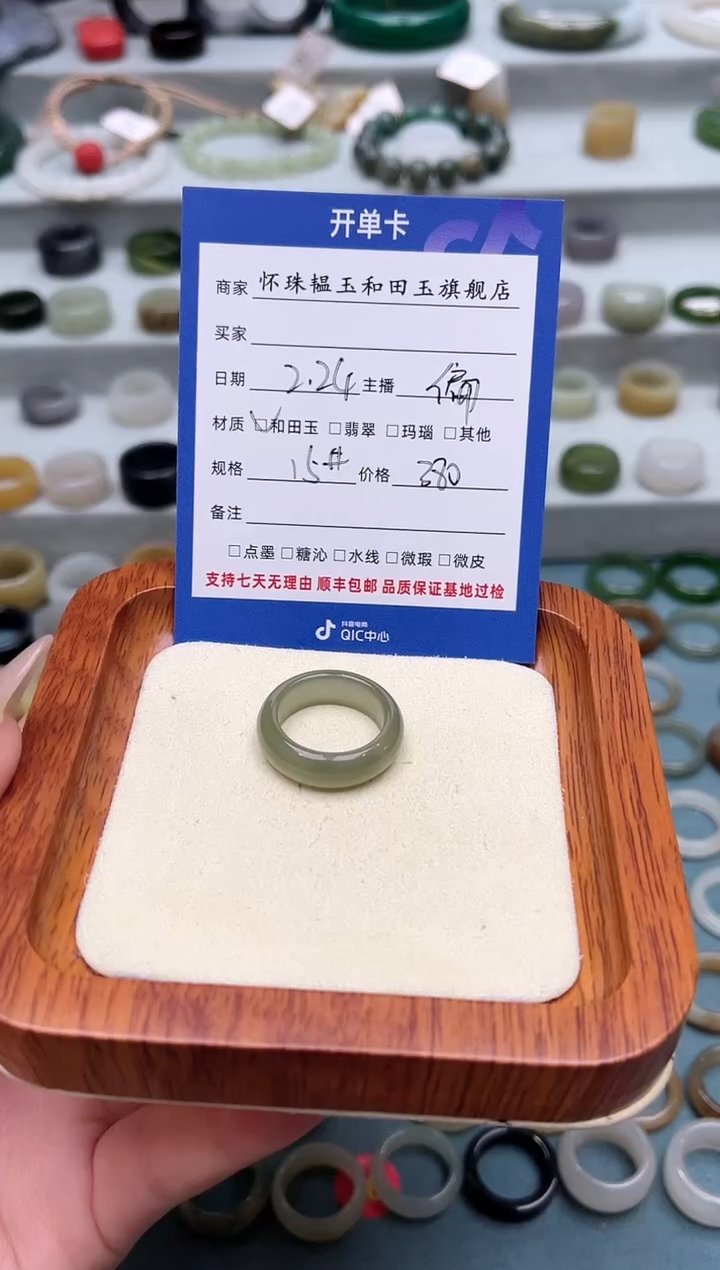 开单卡
商家 怀珠韫玉和田玉旗舰店
买家
日期 2.24 主播
材质 ☑和田玉 □翡翠 □玛瑙 □其他
规格 15# 价格 380
备注
□点墨 □糖沁 □水线 □微瑕 □微皮
支持七天无理由 顺丰包邮 品质保证基地过检
抖音电商
QIC中心